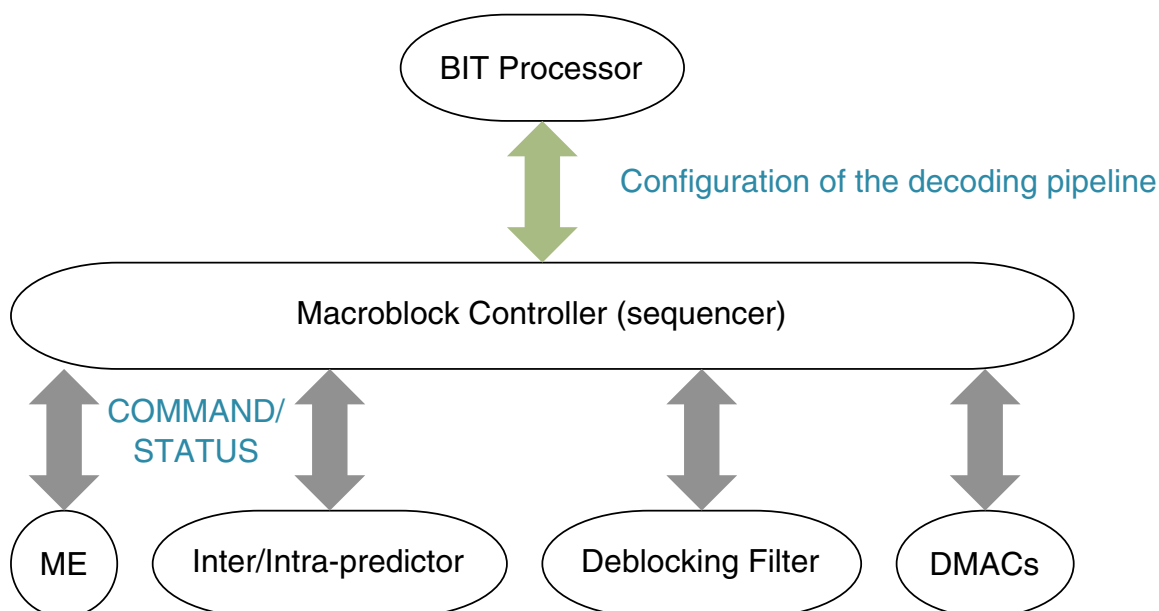 BIT Processor
Configuration of the decoding pipeline
Macroblock Controller (sequencer)
COMMAND/
STATUS
ME
Inter/Intra-predictor
Deblocking Filter
DMACs